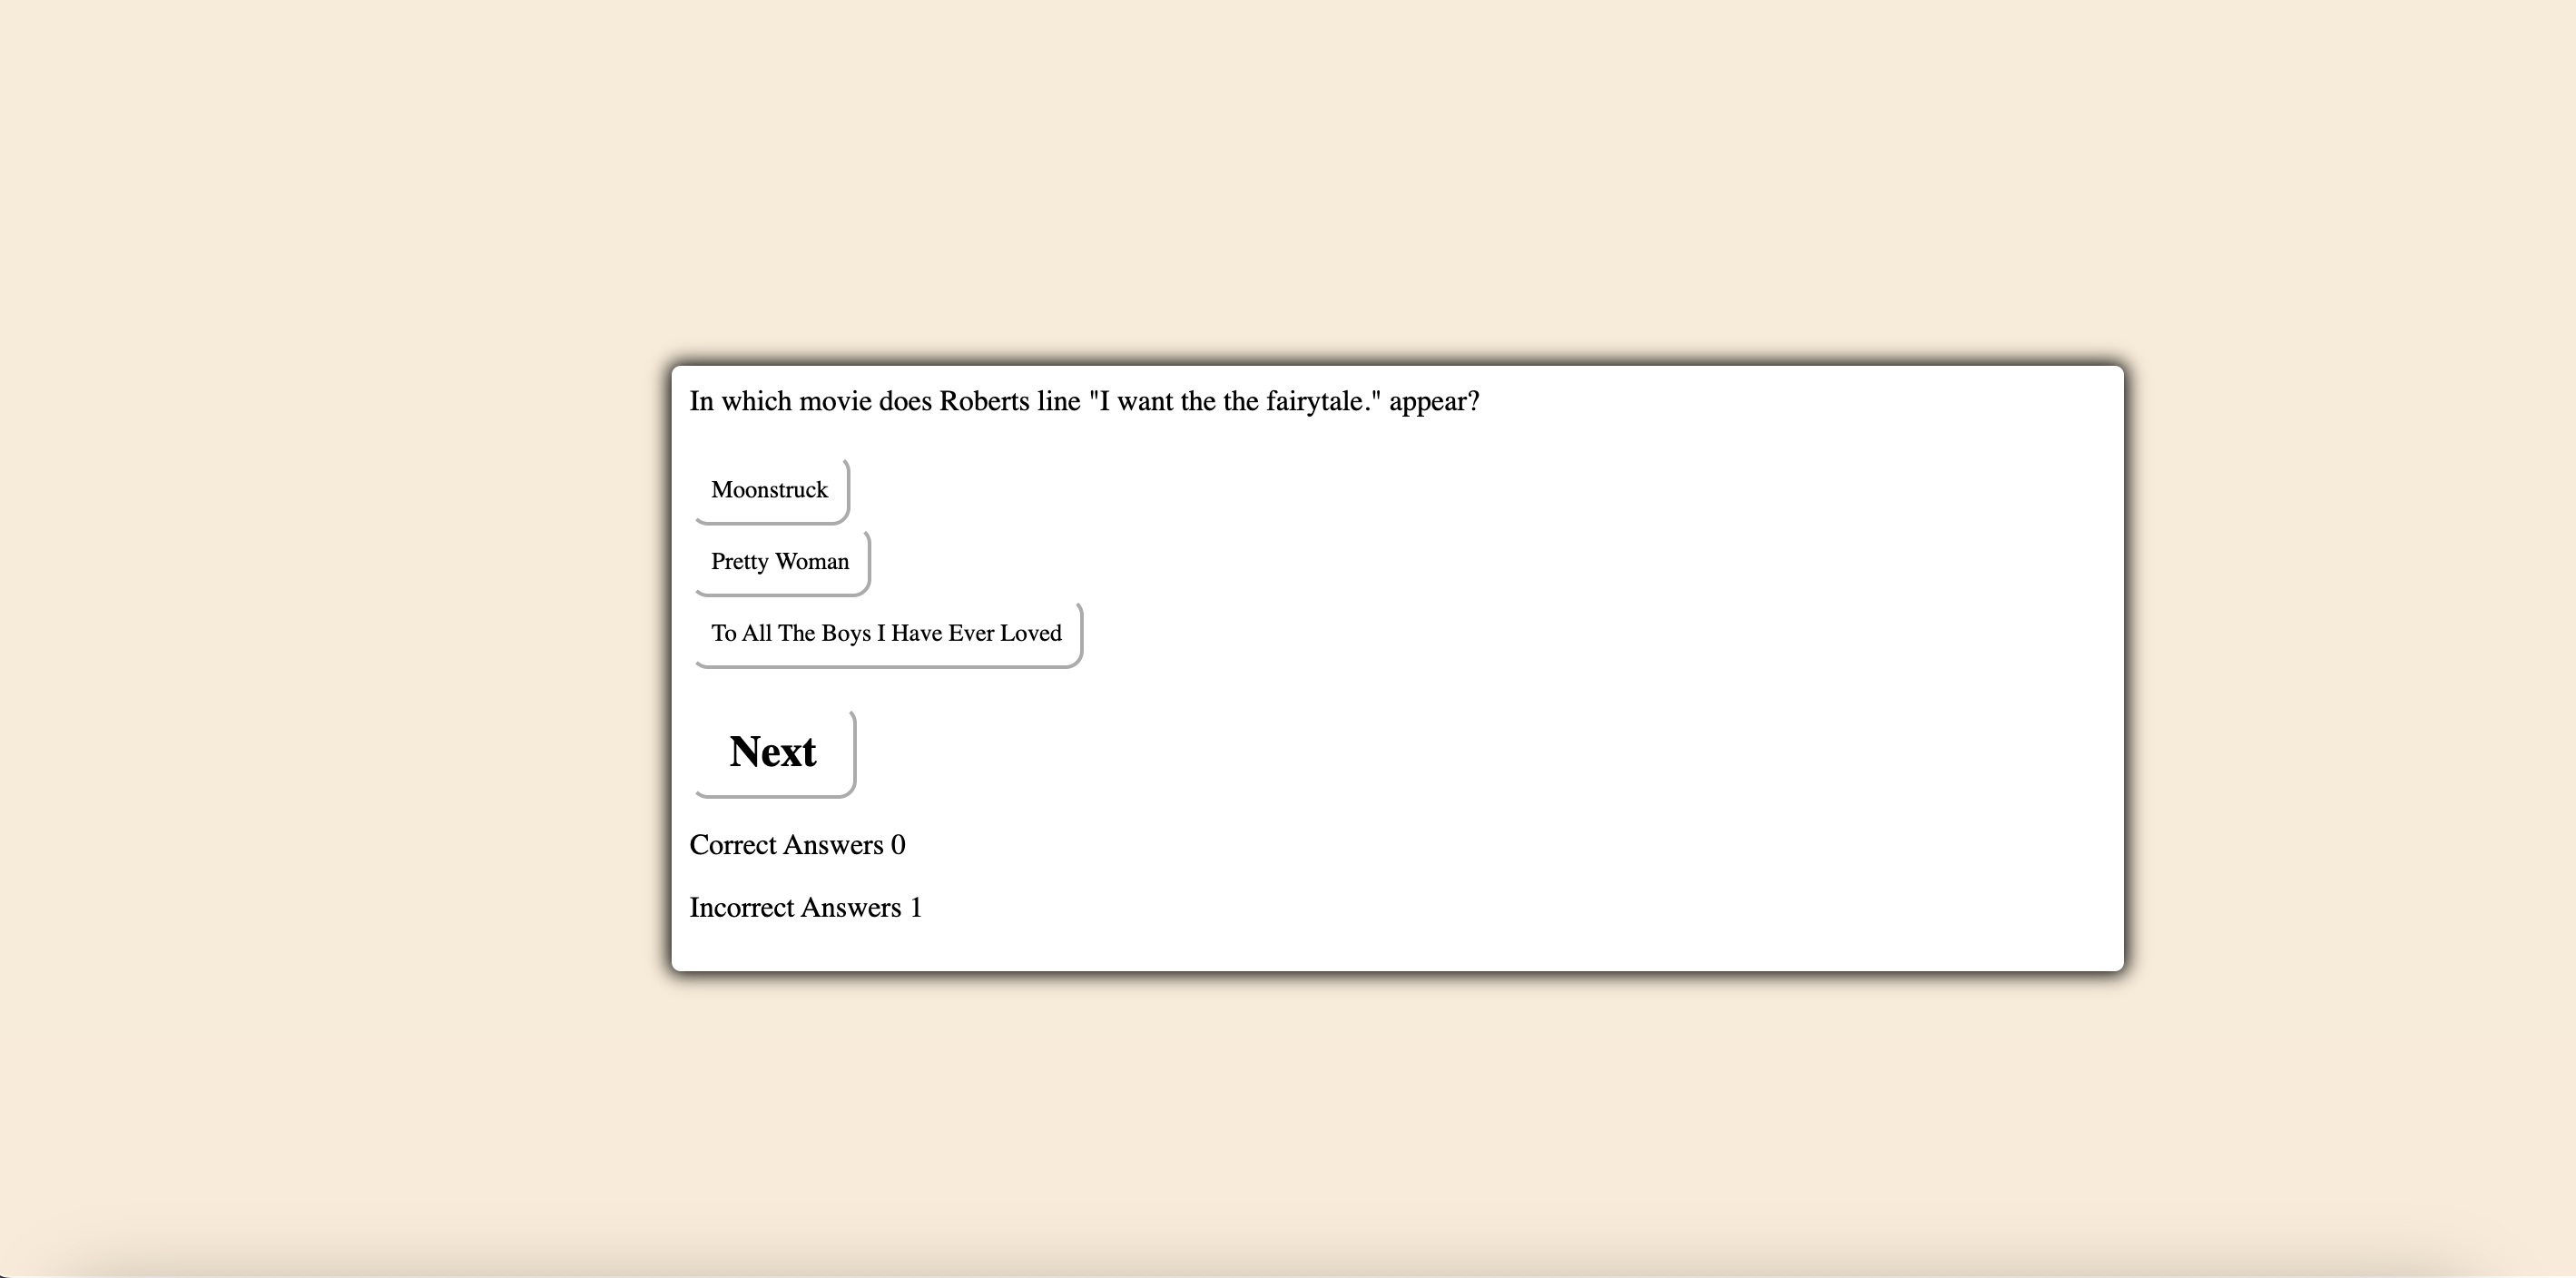 In which movie does Roberts line "I want the the fairytale." appear?
Moonstruck
Pretty Woman
To All The Boys I Have Ever Loved
Next
Correct Answers 0
Incorrect Answers 1